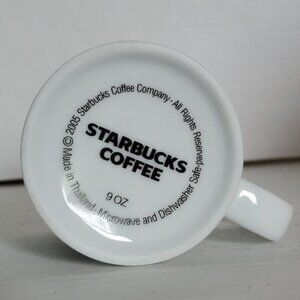 © 2005 Starbucks Coffee Company · All Rights Reserved ·
Made in Thailand, Microwave and Dishwasher Safe
STARBUCKS
COFFEE
9 OZ